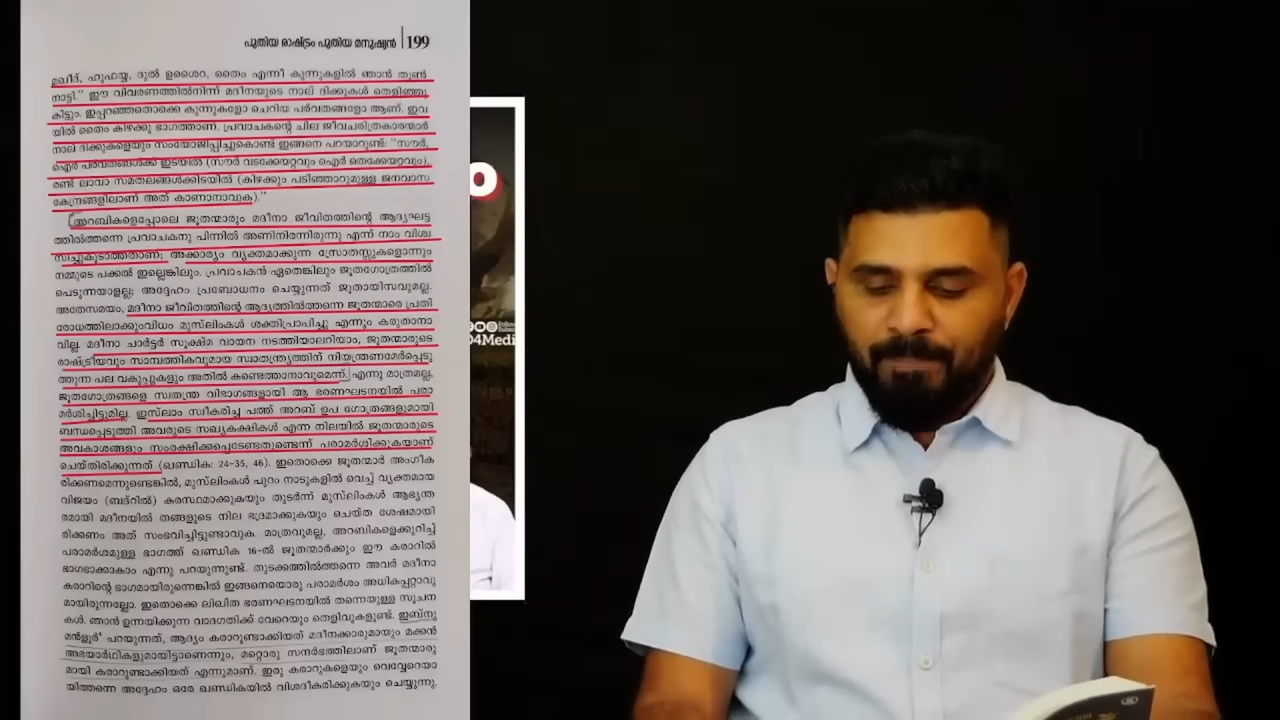 പുതിയ രാഷ്ട്രം പുതിയ മനുഷ്യൻ 199
മുഖീദ്, ഹുഫയ്യ, ദുൽ ഉശൈറ, തൈം എന്നീ കുന്നുകളിൽ ഞാൻ തൂൺ
നാട്ടി." ഈ വിവരണത്തിൽനിന്ന് മദീനയുടെ നാല് ദിക്കുകൾ തെളിഞ്ഞു
കിട്ടും. ഇപ്പറഞ്ഞതൊക്കെ കുന്നുകളോ ചെറിയ പർവതങ്ങളോ ആണ്. ഇവ
യിൽ തൈം കിഴക്കു ഭാഗത്താണ്. പ്രവാചകന്റെ ചില ജീവചരിത്രകാരന്മാർ
നാല് ദിക്കുകളെയും സംയോജിപ്പിച്ചുകൊണ്ട് ഇങ്ങനെ പറയാറുണ്ട്: "സൗർ,
ഐർ പർവതങ്ങൾക്ക് ഇടയിൽ (സൗർ വടക്കേയറ്റവും ഐർ തെക്കേയറ്റവും),
രണ്ട് ലാവാ സമതലങ്ങൾക്കിടയിൽ (കിഴക്കും പടിഞ്ഞാറുമുള്ള ജനവാസ
കേന്ദ്രങ്ങളിലാണ് അത് കാണാനാവുക)."
അറബികളെപ്പോലെ ജൂതന്മാരും മദീനാ ജീവിതത്തിന്റെ ആദ്യഘട്ട
ത്തിൽത്തന്നെ പ്രവാചകനു പിന്നിൽ അണിനിരന്നിരുന്നു എന്ന് നാം വിശ്വ
സിച്ചുകൂടാത്തതാണ്; അക്കാര്യം വ്യക്തമാക്കുന്ന സ്രോതസ്സുകളൊന്നും
നമ്മുടെ പക്കൽ ഇല്ലെങ്കിലും. പ്രവാചകൻ ഏതെങ്കിലും ജൂതഗോത്രത്തിൽ
പെടുന്നയാളല്ല; അദ്ദേഹം പ്രബോധനം ചെയ്യുന്നത് ജൂതായിസവുമല്ല.
അതേസമയം, മദീനാ ജീവിതത്തിന്റെ ആദ്യത്തിൽത്തന്നെ ജൂതന്മാരെ പ്രതി
രോധത്തിലാക്കുംവിധം മുസ്‌ലിംകൾ ശക്തിപ്രാപിച്ചു എന്നും കരുതാനാ
വില്ല. മദീനാ ചാർട്ടർ സൂക്ഷ്മ വായന നടത്തിയാലറിയാം, ജൂതന്മാരുടെ
രാഷ്ട്രീയവും സാമ്പത്തികവുമായ സ്വാതന്ത്ര്യത്തിന് നിയന്ത്രണമേർപ്പെടു
ത്തുന്ന പല വകുപ്പുകളും അതിൽ കണ്ടെത്താനാവുമെന്ന്. എന്നു മാത്രമല്ല,
ജൂതഗോത്രങ്ങളെ സ്വതന്ത്ര വിഭാഗങ്ങളായി ആ ഭരണഘടനയിൽ പരാ
മർശിച്ചിട്ടുമില്ല. ഇസ്‌ലാം സ്വീകരിച്ച പത്ത് അറബ് ഉപ ഗോത്രങ്ങളുമായി
ബന്ധപ്പെടുത്തി അവരുടെ സഖ്യകക്ഷികൾ എന്ന നിലയിൽ ജൂതന്മാരുടെ
അവകാശങ്ങളും സംരക്ഷിക്കപ്പെടേണ്ടതുണ്ടെന്ന് പരാമർശിക്കുകയാണ്
ചെയ്തിരിക്കുന്നത് (ഖണ്ഡിക: 24-35, 46). ഇതൊക്കെ ജൂതന്മാർ അംഗീക
രിക്കണമെന്നുണ്ടെങ്കിൽ, മുസ്‌ലിംകൾ പുറം നാടുകളിൽ വെച്ച് വ്യക്തമായ
വിജയം (ബദ്‌റിൽ) കരസ്ഥമാക്കുകയും തുടർന്ന് മുസ്‌ലിംകൾ ആഭ്യന്ത
രമായി മദീനയിൽ തങ്ങളുടെ നില ഭദ്രമാക്കുകയും ചെയ്ത ശേഷമായി
രിക്കണം അത് സംഭവിച്ചിട്ടുണ്ടാവുക. മാത്രവുമല്ല, അറബികളെക്കുറിച്ച്
പരാമർശമുള്ള ഭാഗത്ത് ഖണ്ഡിക 16-ൽ ജൂതന്മാർക്കും ഈ കരാറിൽ
ഭാഗഭാക്കാകാം എന്നു പറയുന്നുണ്ട്. തുടക്കത്തിൽത്തന്നെ അവർ മദീനാ
കരാറിന്റെ ഭാഗമായിരുന്നെങ്കിൽ ഇങ്ങനെയൊരു പരാമർശം അധികപ്പറ്റാവു
മായിരുന്നല്ലോ. ഇതൊക്കെ ലിഖിത ഭരണഘടനയിൽ തന്നെയുള്ള സൂചന
കൾ. ഞാൻ ഉന്നയിക്കുന്ന വാദഗതിക്ക് വേറെയും തെളിവുകളുണ്ട്. ഇബ്‌നു
മൻളൂർ പറയുന്നത്, ആദ്യം കരാറുണ്ടാക്കിയത് മദീനക്കാരുമായും മക്കൻ
അഭയാർഥികളുമായിട്ടാണെന്നും, മറ്റൊരു സന്ദർഭത്തിലാണ് ജൂതന്മാരു
മായി കരാറുണ്ടാക്കിയത് എന്നുമാണ്. ഇരു കരാറുകളെയും വെവ്വേറെയാ
യിത്തന്നെ അദ്ദേഹം ഒരേ ഖണ്ഡികയിൽ വിശദീകരിക്കുകയും ചെയ്യുന്നു.
4Medi